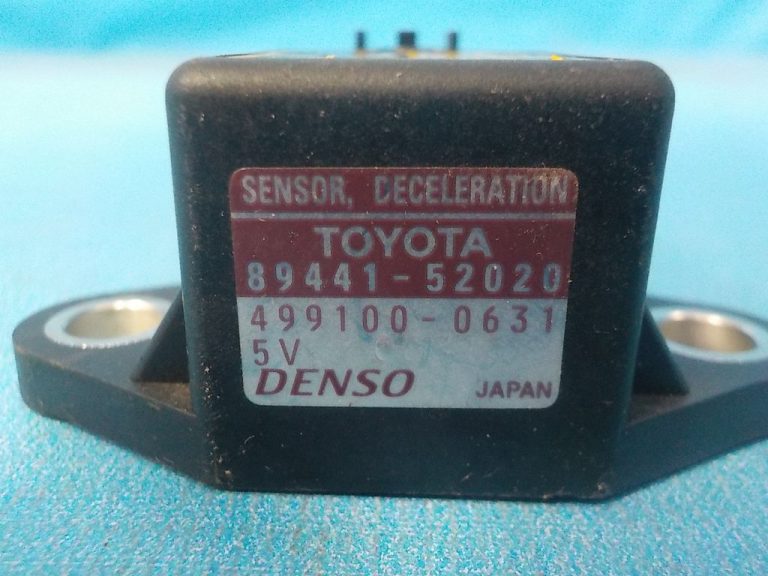 SENSOR, DECELERATION
TOYOTA
89441-52020
499100-0631
5V
DENSO JAPAN